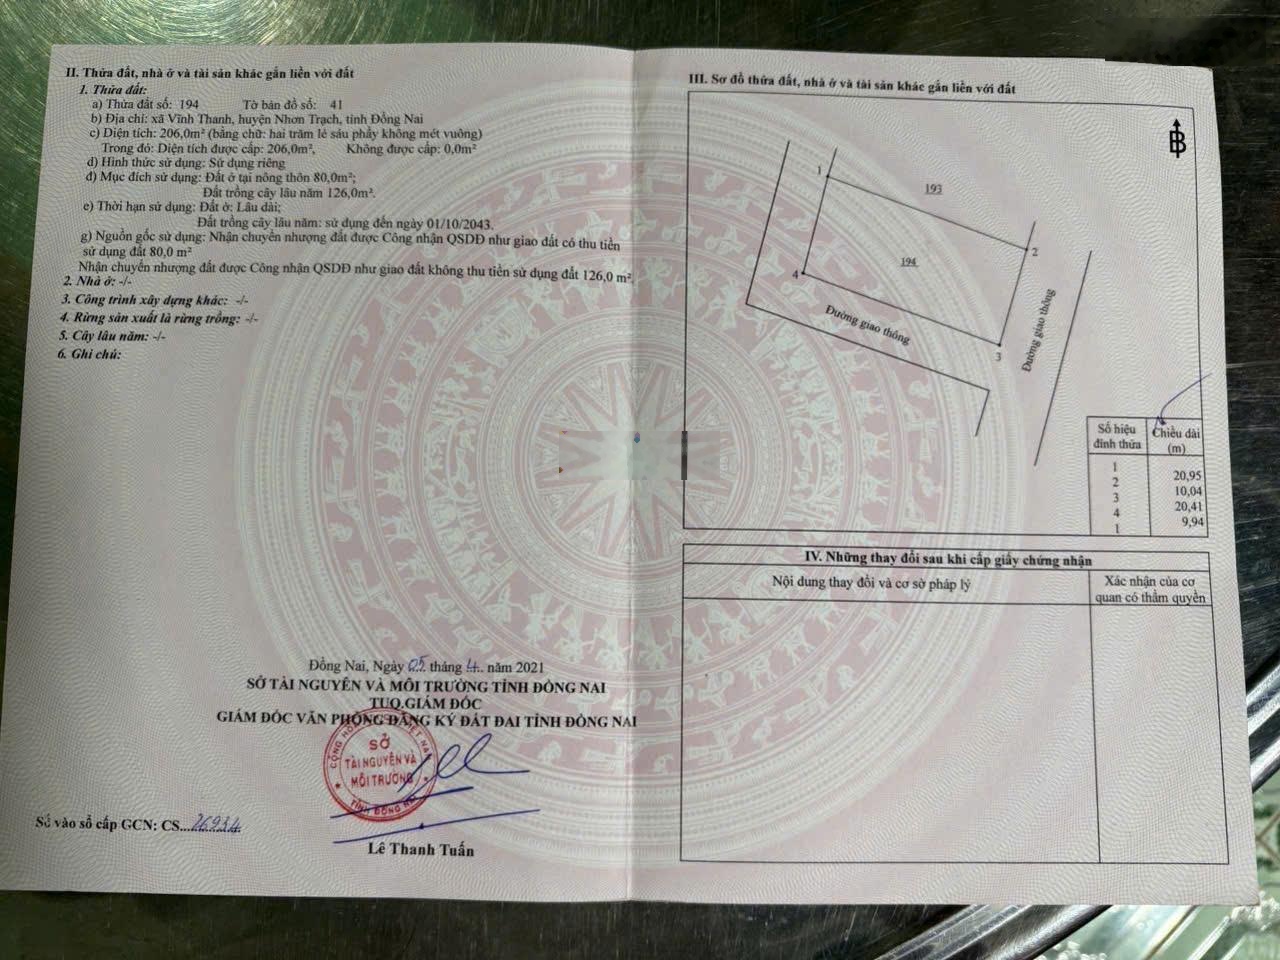 II. Thửa đất, nhà ở và tài sản khác gắn liền với đất
1. Thửa đất:
a) Thửa đất số: 194 Tờ bản đồ số: 41
b) Địa chỉ: xã Vĩnh Thanh, huyện Nhơn Trạch, tỉnh Đồng Nai
c) Diện tích: 206,0m² (bằng chữ: hai trăm lẻ sáu phẩy không mét vuông)
Trong đó: Diện tích được cấp: 206,0m², Không được cấp: 0,0m²
d) Hình thức sử dụng: Sử dụng riêng
đ) Mục đích sử dụng: Đất ở tại nông thôn 80,0m²;
Đất trồng cây lâu năm 126,0m².
e) Thời hạn sử dụng: Đất ở: Lâu dài;
Đất trồng cây lâu năm: sử dụng đến ngày 01/10/2043.
g) Nguồn gốc sử dụng: Nhận chuyển nhượng đất được Công nhận QSDĐ như giao đất có thu tiền
sử dụng đất 80,0 m²
Nhận chuyển nhượng đất được Công nhận QSDĐ như giao đất không thu tiền sử dụng đất 126,0 m².
2. Nhà ở: -/-
3. Công trình xây dựng khác: -/-
4. Rừng sản xuất là rừng trồng: -/-
5. Cây lâu năm: -/-
6. Ghi chú:
Đồng Nai, Ngày 05 tháng 4 năm 2021
SỞ TÀI NGUYÊN VÀ MÔI TRƯỜNG TỈNH ĐỒNG NAI
TUQ.GIÁM ĐỐC
GIÁM ĐỐC VĂN PHÒNG ĐĂNG KÝ ĐẤT ĐAI TỈNH ĐỒNG NAI
SỞ
TÀI NGUYÊN VÀ
MÔI TRƯỜNG
TỈNH ĐỒNG NAI
Số vào sổ cấp GCN: CS...26934
Lê Thanh Tuấn
III. Sơ đồ thửa đất, nhà ở và tài sản khác gắn liền với đất
B
1
193
2
194
4
Đường giao thông
3
Đường giao thông
Số hiệu đỉnh thửa Chiều dài (m)
1
20,95
2
10,04
3
20,41
4
9,94
1
IV. Những thay đổi sau khi cấp giấy chứng nhận
Nội dung thay đổi và cơ sở pháp lý
Xác nhận của cơ
quan có thẩm quyền